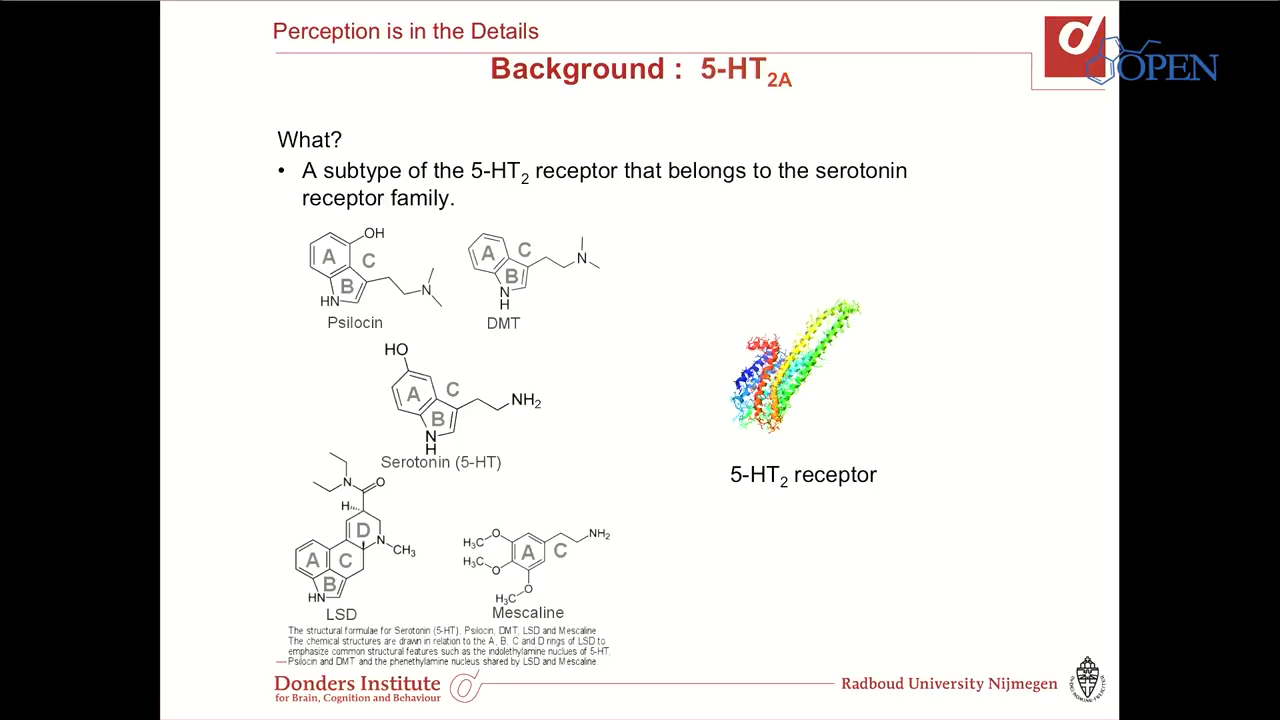 Perception is in the Details
OPEN
Background : 5-HT2A
What?
• A subtype of the 5-HT2 receptor that belongs to the serotonin
receptor family.
OH
A
C
B
HN
N
Psilocin
A
C
B
N
H
N
DMT
HO
A
C
B
N
H
NH2
Serotonin (5-HT)
N
O
H
D
N
CH3
A
C
B
HN
LSD
H3C
O
H3C
O
H3C
O
A
C
NH2
Mescaline
5-HT2 receptor
The structural formulae for Serotonin (5-HT), Psilocin, DMT, LSD and Mescaline
The chemical structures are drawn in relation to the A, B, C and D rings of LSD to
emphasize common structural features such as the indolethylamine nuclues of 5-HT,
Psilocin and DMT and the phenethylamine nucleus shared by LSD and Mescaline.
Donders Institute
for Brain, Cognition and Behaviour
Radboud University Nijmegen